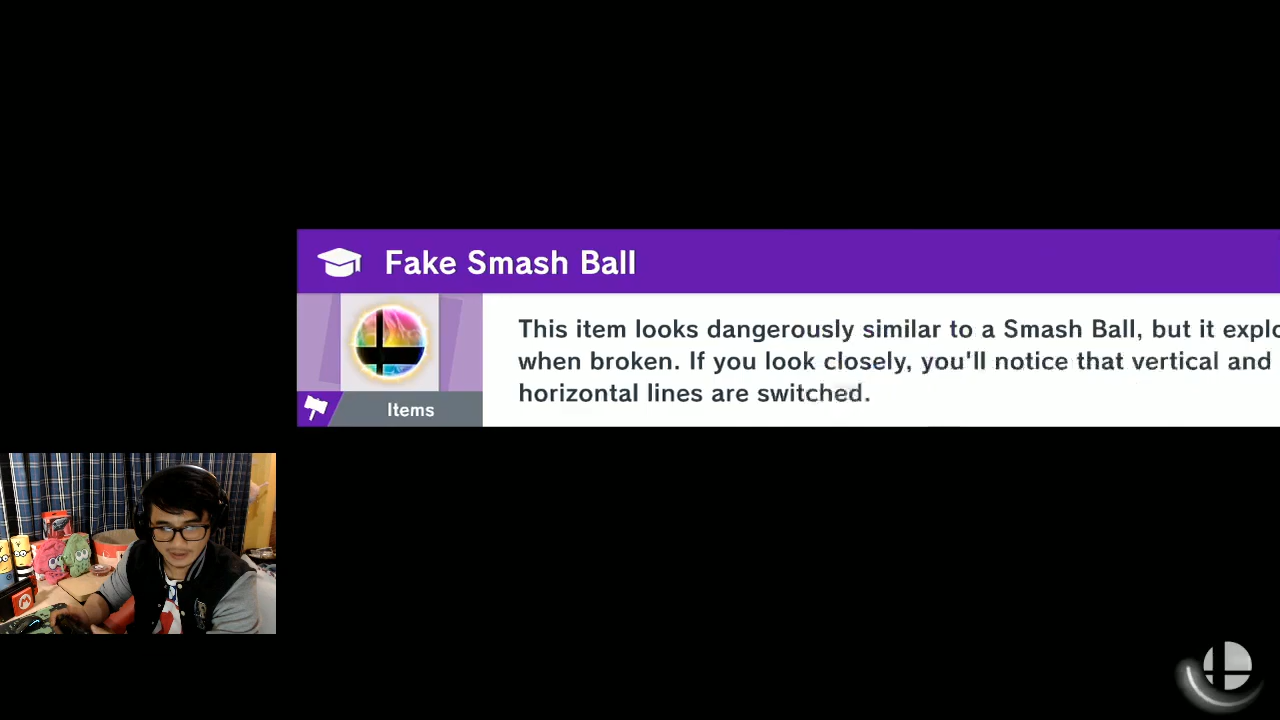 Fake Smash Ball
This item looks dangerously similar to a Smash Ball, but it explo
when broken. If you look closely, you'll notice that vertical and
horizontal lines are switched.
Items